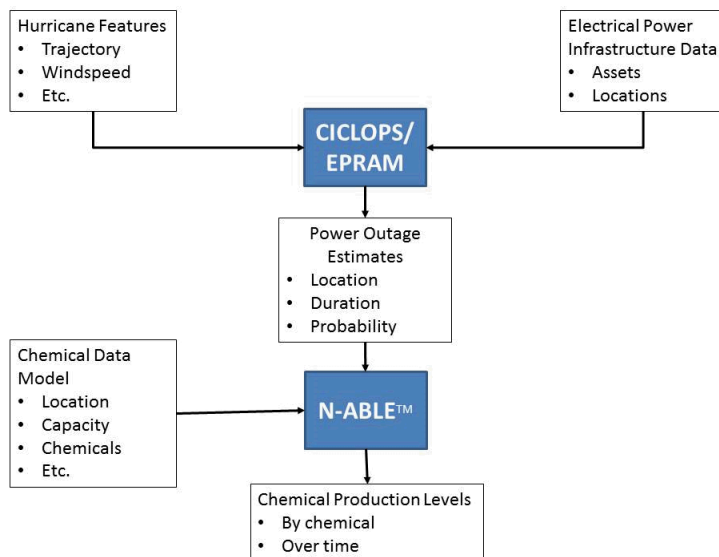 Hurricane Features
• Trajectory
• Windspeed
• Etc.
Electrical Power
Infrastructure Data
• Assets
• Locations
CICLOPS/
EPRAM
Power Outage
Estimates
• Location
• Duration
• Probability
Chemical Data
Model
• Location
• Capacity
• Chemicals
• Etc.
N-ABLE™
Chemical Production Levels
• By chemical
• Over time